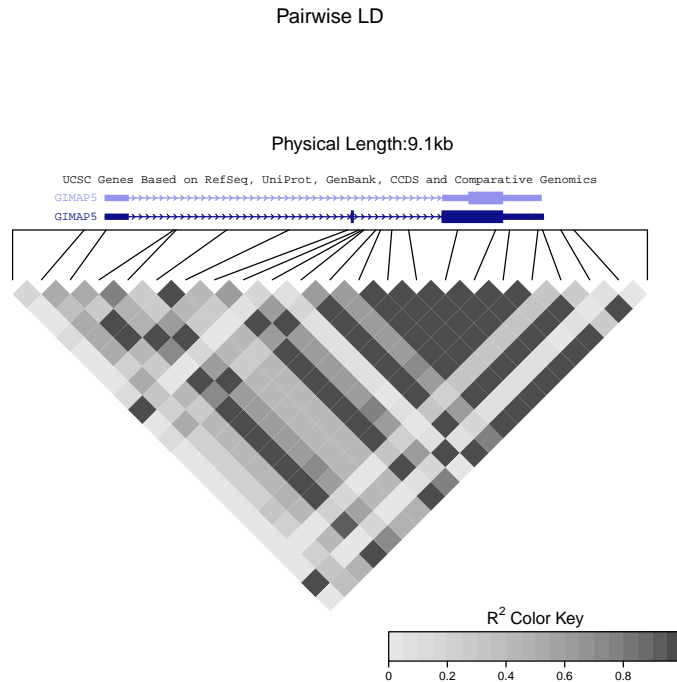 Pairwise LD
Physical Length:9.1kb
UCSC Genes Based on RefSeq, UniProt, GenBank, CCDS and Comparative Genomics
GIMAP5
GIMAP5
R2 Color Key
0 0.2 0.4 0.6 0.8